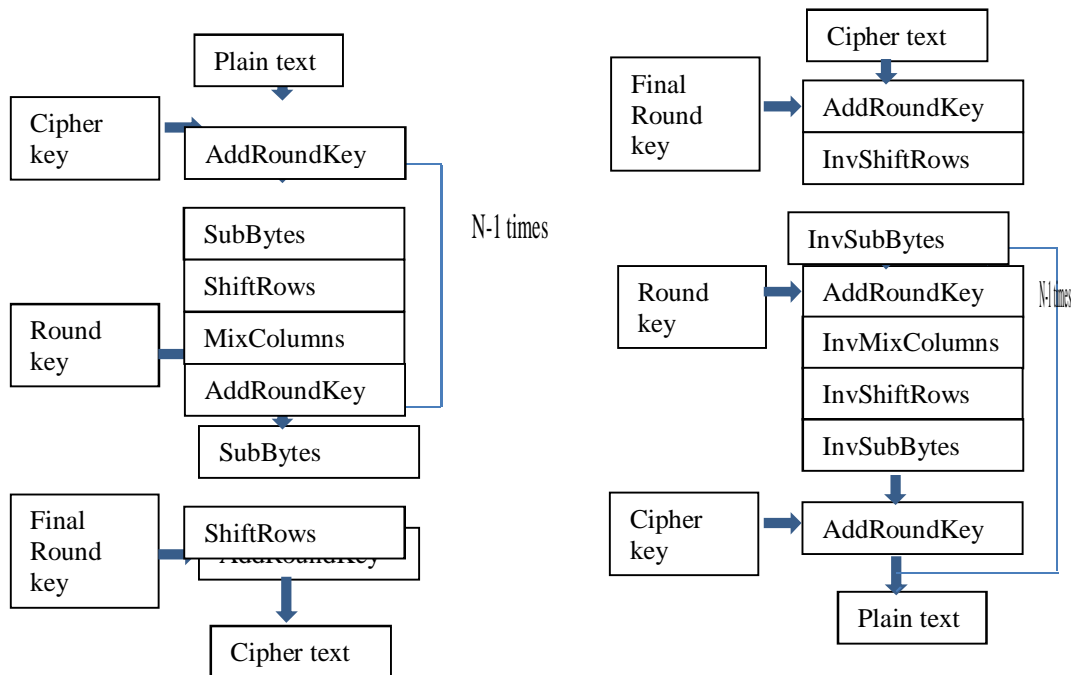 Plain text
Cipher
key
AddRoundKey
N-1 times
SubBytes
ShiftRows
MixColumns
Round
key
AddRoundKey
SubBytes
Final
Round
key
ShiftRows
AddRoundKey
Cipher text
Cipher text
Final
Round
key
AddRoundKey
InvShiftRows
InvSubBytes
Round
key
AddRoundKey
N-1 times
InvMixColumns
InvShiftRows
InvSubBytes
Cipher
key
AddRoundKey
Plain text